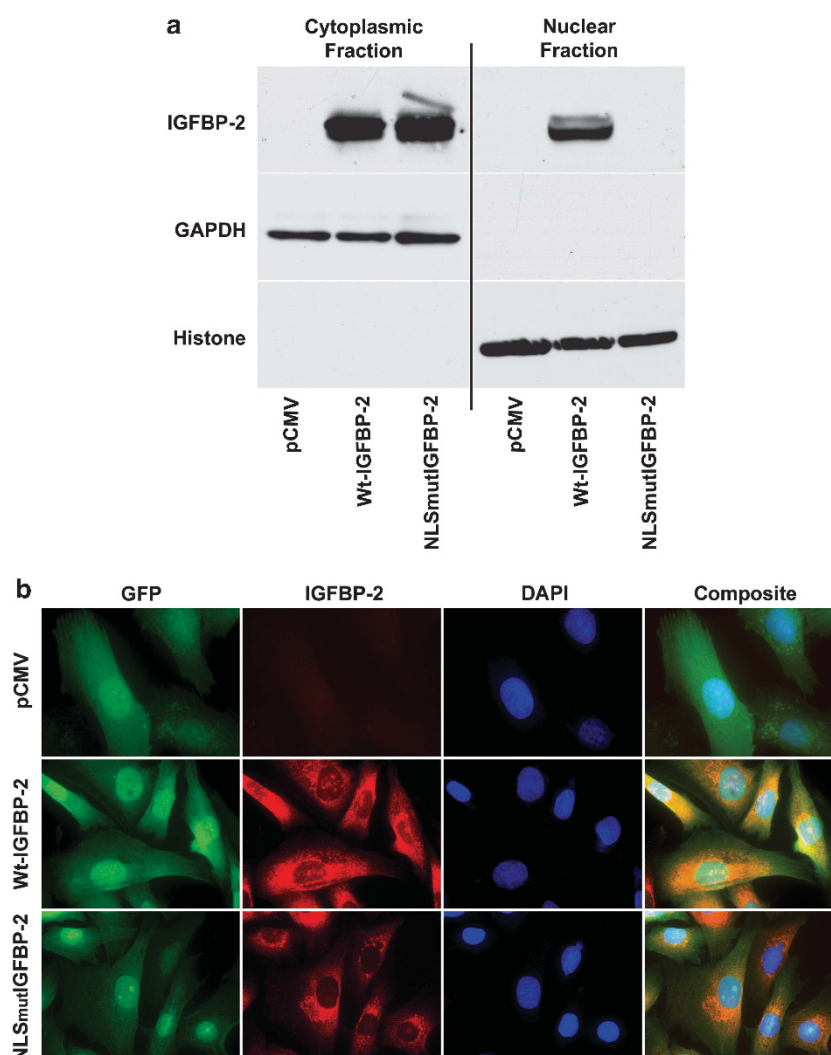 a
Cytoplasmic
Fraction
Nuclear
Fraction
IGFBP-2
GAPDH
Histone
pCMV
Wt-IGFBP-2
NLSmutIGFBP-2
pCMV
Wt-IGFBP-2
NLSmutIGFBP-2
b
GFP
IGFBP-2
DAPI
Composite
pCMV
Wt-IGFBP-2
NLSmutIGFBP-2